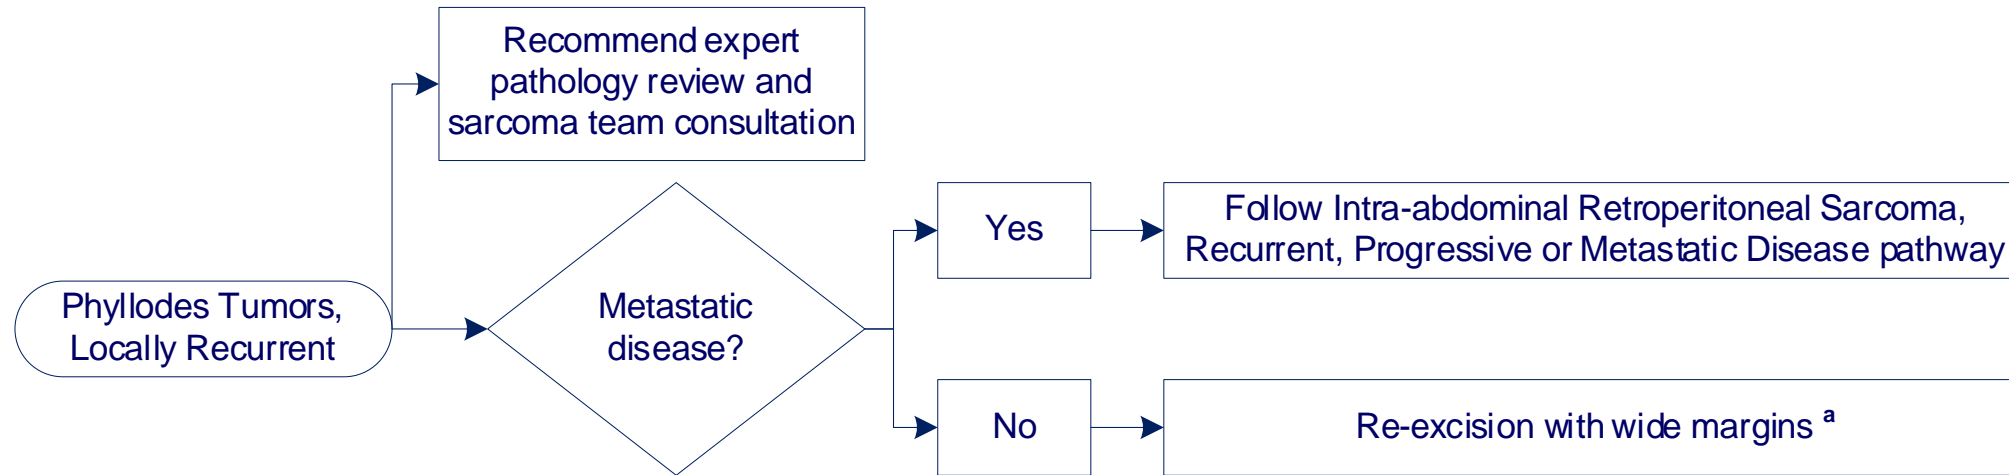 Recommend expert
pathology review and
sarcoma team consultation
Phyllodes Tumors,
Locally Recurrent
Metastatic
disease?
Yes
Follow Intra-abdominal Retroperitoneal Sarcoma,
Recurrent, Progressive or Metastatic Disease pathway
No
Re-excision with wide margins a